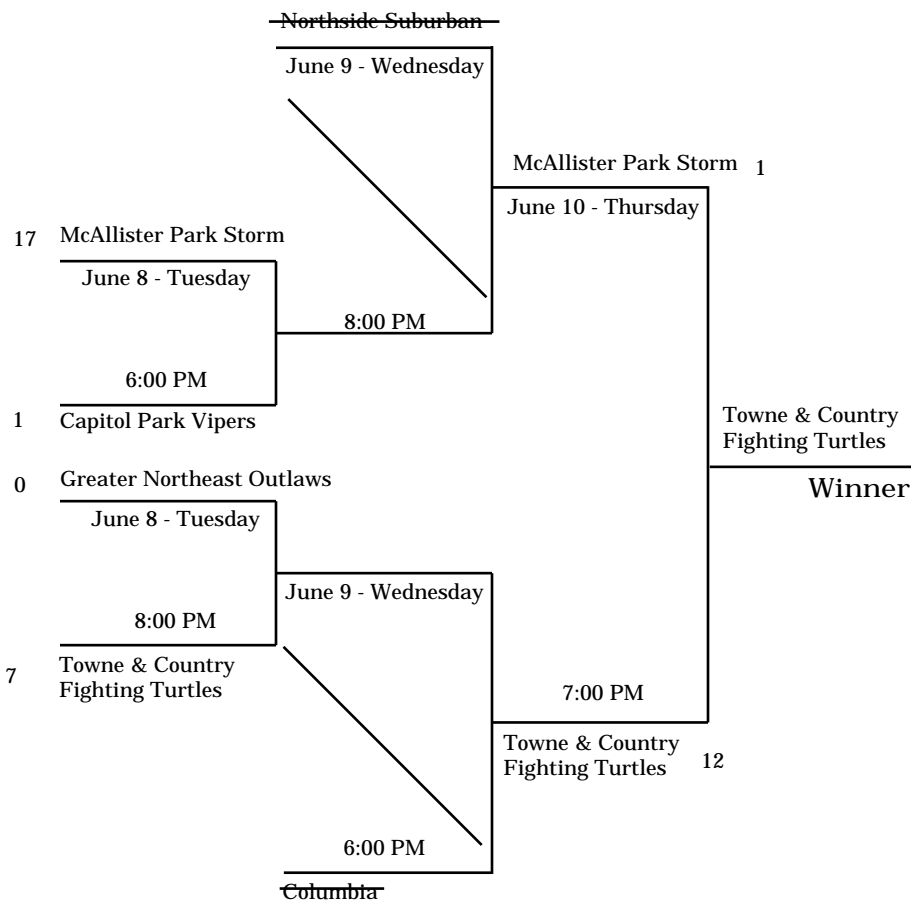 Northside Suburban
June 9 - Wednesday
McAllister Park Storm 1
June 10 - Thursday
17 McAllister Park Storm
June 8 - Tuesday
8:00 PM
6:00 PM
1 Capitol Park Vipers
Towne & Country
Fighting Turtles
Winner
0 Greater Northeast Outlaws
June 8 - Tuesday
June 9 - Wednesday
8:00 PM
7 Towne & Country
Fighting Turtles
7:00 PM
Towne & Country
Fighting Turtles 12
6:00 PM
Columbia